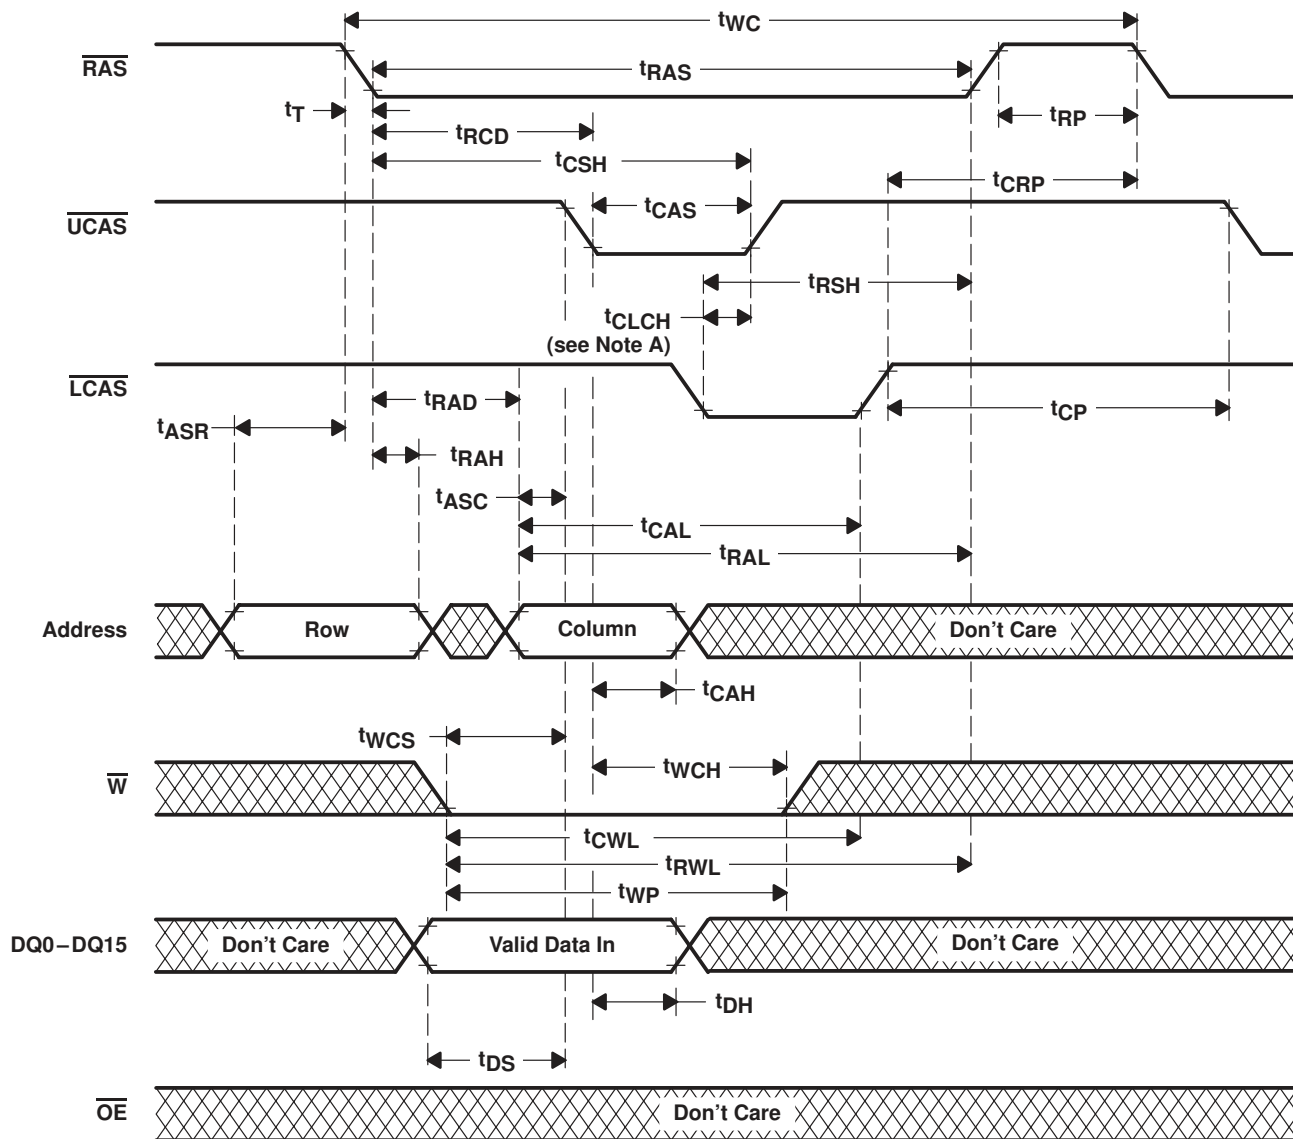 tWC
RAS
tRAS
tT
tRP
tRCD
tCSH
tCRP
UCAS
tCAS
tRSH
tCLCH
(see Note A)
LCAS
tRAD
tCP
tASR
tRAH
tASC
tCAL
tRAL
Address
Row
Column
Don't Care
tCAH
tWCS
W
tWCH
tCWL
tRWL
tWP
DQ0–DQ15
Don't Care
Valid Data In
Don't Care
tDH
tDS
OE
Don't Care